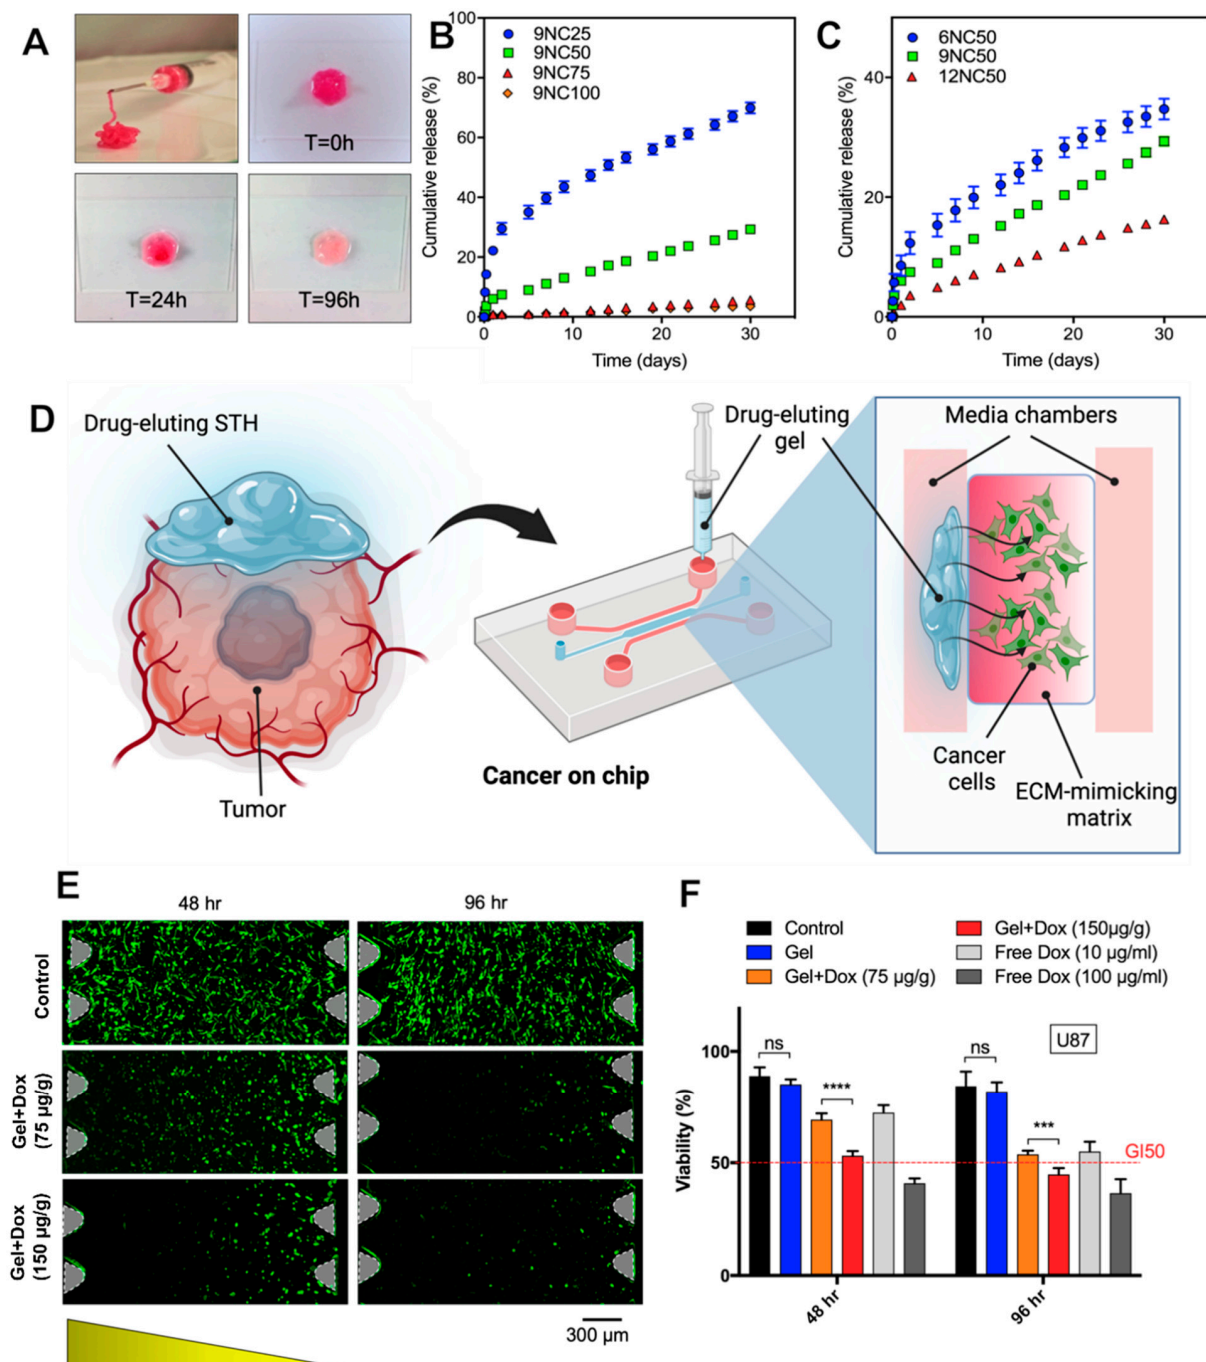 A
T=0h
T=24h
T=96h
B
100
80
60
40
20
0
Cumulative release (%)
9NC25
9NC50
9NC75
9NC100
0
10
20
30
Time (days)
C
40
20
0
Cumulative release (%)
6NC50
9NC50
12NC50
0
10
20
30
Time (days)
D
Drug-eluting STH
Tumor
Cancer on chip
Drug-eluting
gel
Media chambers
Cancer
cells
ECM-mimicking
matrix
E
48 hr
96 hr
Control
Gel+Dox
(75 µg/g)
Gel+Dox
(150 µg/g)
300 µm
F
Control
Gel
Gel+Dox (75 µg/g)
Gel+Dox (150µg/g)
Free Dox (10 µg/ml)
Free Dox (100 µg/ml)
Viability (%)
100
50
0
ns
****
ns
***
U87
GI50
48 hr
96 hr